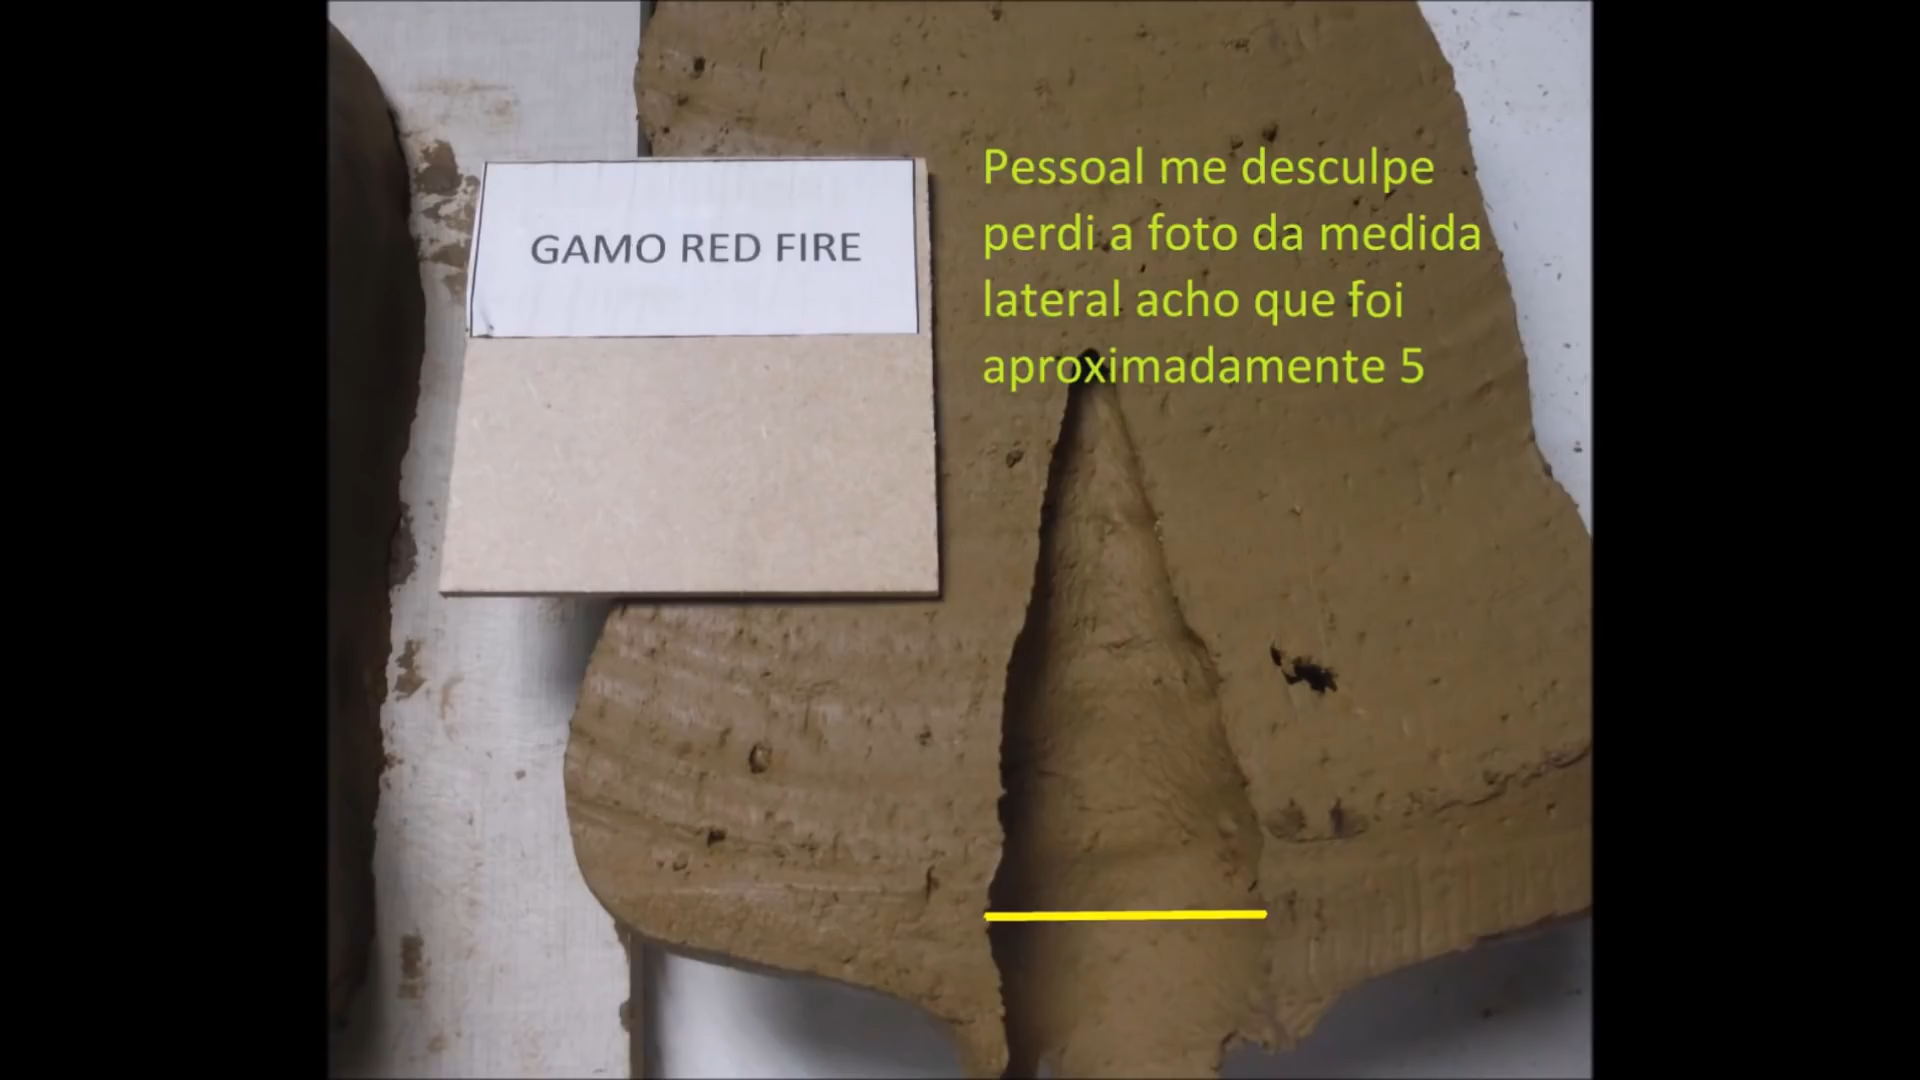 GAMO RED FIRE
Pessoal me desculpe
perdi a foto da medida
lateral acho que foi
aproximadamente 5